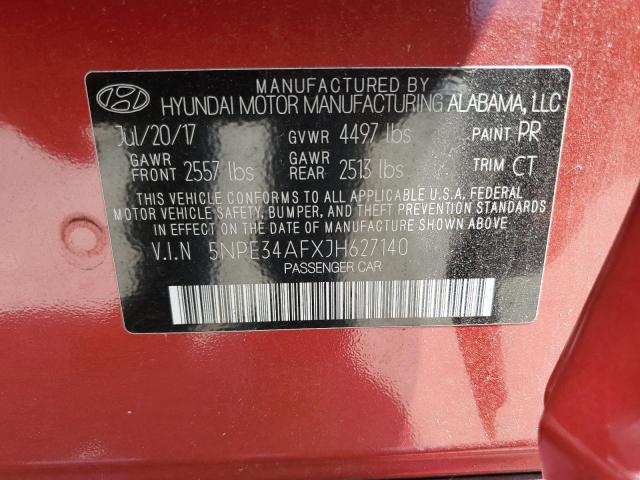 MANUFACTURED BY
HYUNDAI MOTOR MANUFACTURING ALABAMA, LLC
Jul/20/17 GVWR 4497 lbs PAINT PR
GAWR FRONT 2557 lbs GAWR REAR 2513 lbs TRIM CT
THIS VEHICLE CONFORMS TO ALL APPLICABLE U.S.A. FEDERAL
MOTOR VEHICLE SAFETY, BUMPER, AND THEFT PREVENTION STANDARDS
IN EFFECT ON THE DATE OF MANUFACTURE SHOWN ABOVE.
V.I.N 5NPE34AFXJH627140
PASSENGER CAR